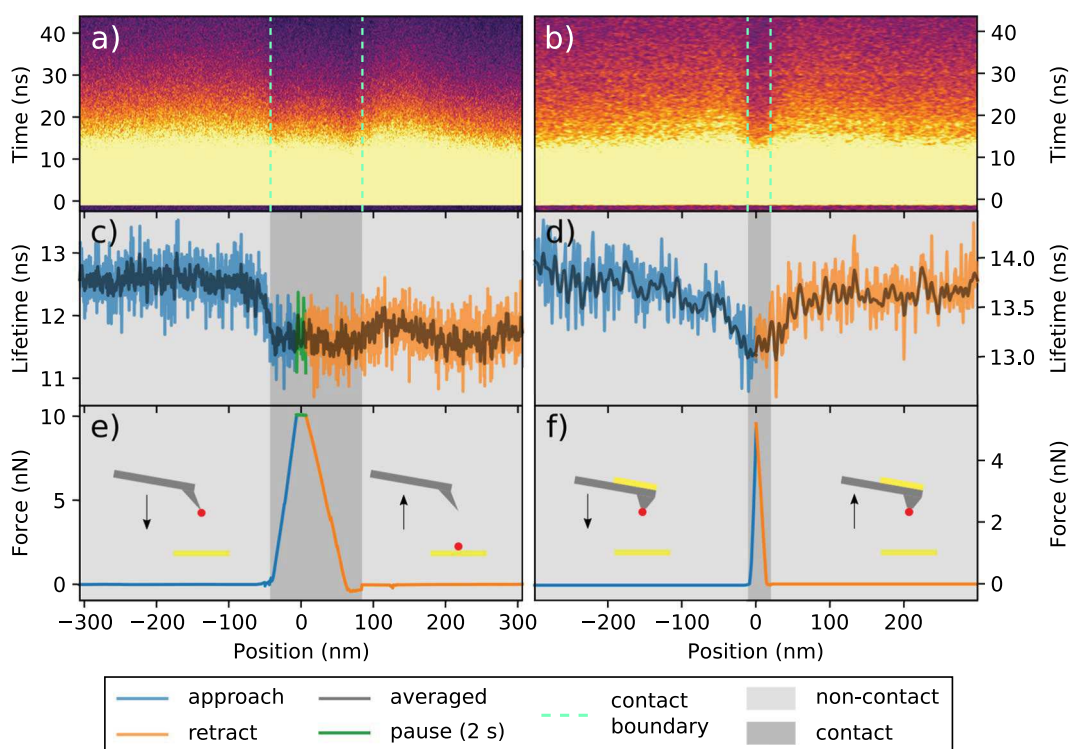 a)
b)
40
30
20
10
0
Time (ns)
40
30
20
10
0
Time (ns)
c)
d)
13
12
11
Lifetime (ns)
14.0
13.5
13.0
Lifetime (ns)
e)
f)
10
5
0
Force (nN)
4
2
0
Force (nN)
−300 −200 −100 0 100 200 300
Position (nm)
−200 −100 0 100 200
Position (nm)
approach
retract
averaged
pause (2 s)
contact
boundary
non-contact
contact